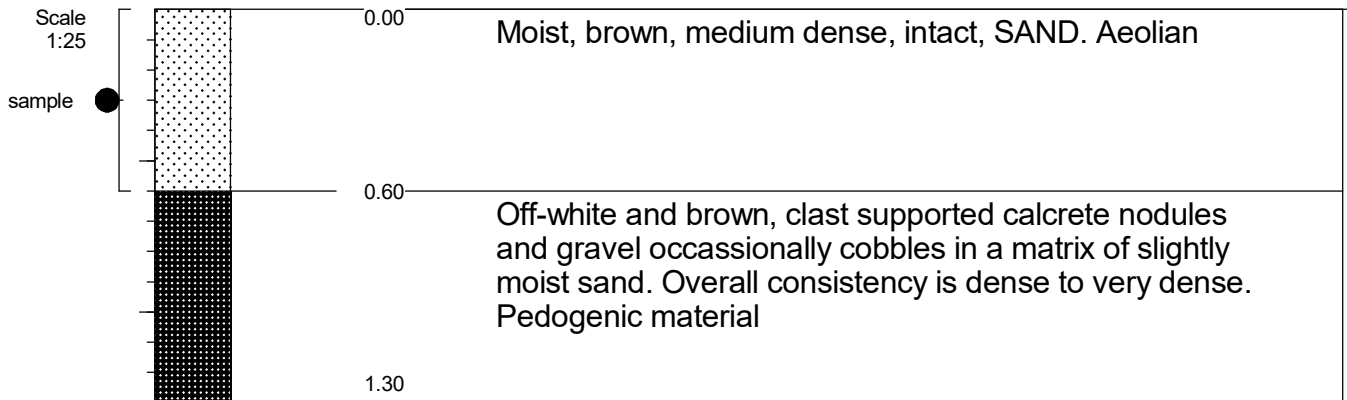 Scale
1:25
0.00
Moist, brown, medium dense, intact, SAND. Aeolian
sample
0.60
Off-white and brown, clast supported calcrete nodules
and gravel occassionally cobbles in a matrix of slightly
moist sand. Overall consistency is dense to very dense.
Pedogenic material
1.30